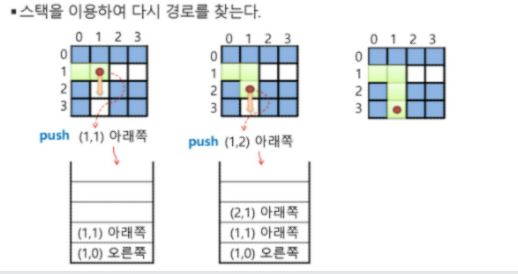 ▪스택을 이용하여 다시 경로를 찾는다.
0 1 2 3
0
1
2
3
push (1,1) 아래쪽
(1,1) 아래쪽
(1,0) 오른쪽
0 1 2 3
0
1
2
3
push (1,2) 아래쪽
(2,1) 아래쪽
(1,1) 아래쪽
(1,0) 오른쪽
0 1 2 3
0
1
2
3